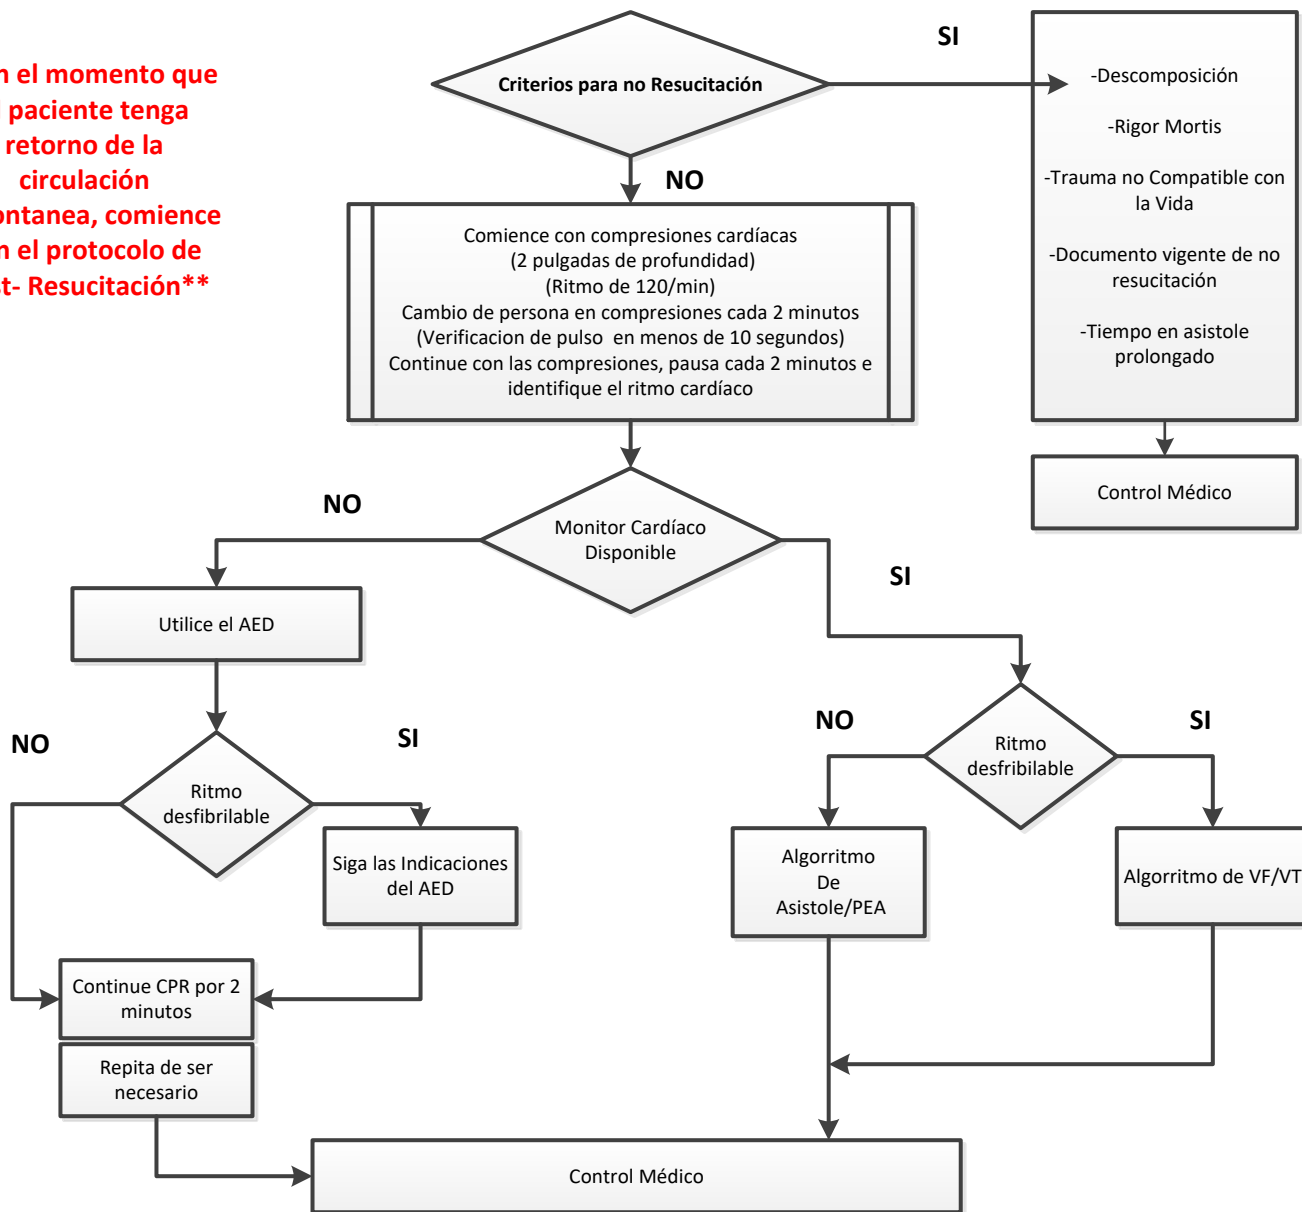 SI
n el momento que
paciente tenga
retorno de la
circulación
ontanea, comience
n el protocolo de
st- Resucitación**
Criterios para no Resucitación
-Descomposición
-Rigor Mortis
-Trauma no Compatible con
la Vida
-Documento vigente de no
resucitación
-Tiempo en asistole
prolongado
NO
Comience con compresiones cardíacas
(2 pulgadas de profundidad)
(Ritmo de 120/min)
Cambio de persona en compresiones cada 2 minutos
(Verificacion de pulso en menos de 10 segundos)
Continue con las compresiones, pausa cada 2 minutos e
identifique el ritmo cardíaco
Control Médico
NO
Monitor Cardíaco
Disponible
SI
Utilice el AED
NO
SI
Ritmo
desfibrilable
NO
SI
Ritmo
desfribilable
Siga las Indicaciones
del AED
Algorritmo
De
Asistole/PEA
Algorritmo de VF/VT
Continue CPR por 2
minutos
Repita de ser
necesario
Control Médico